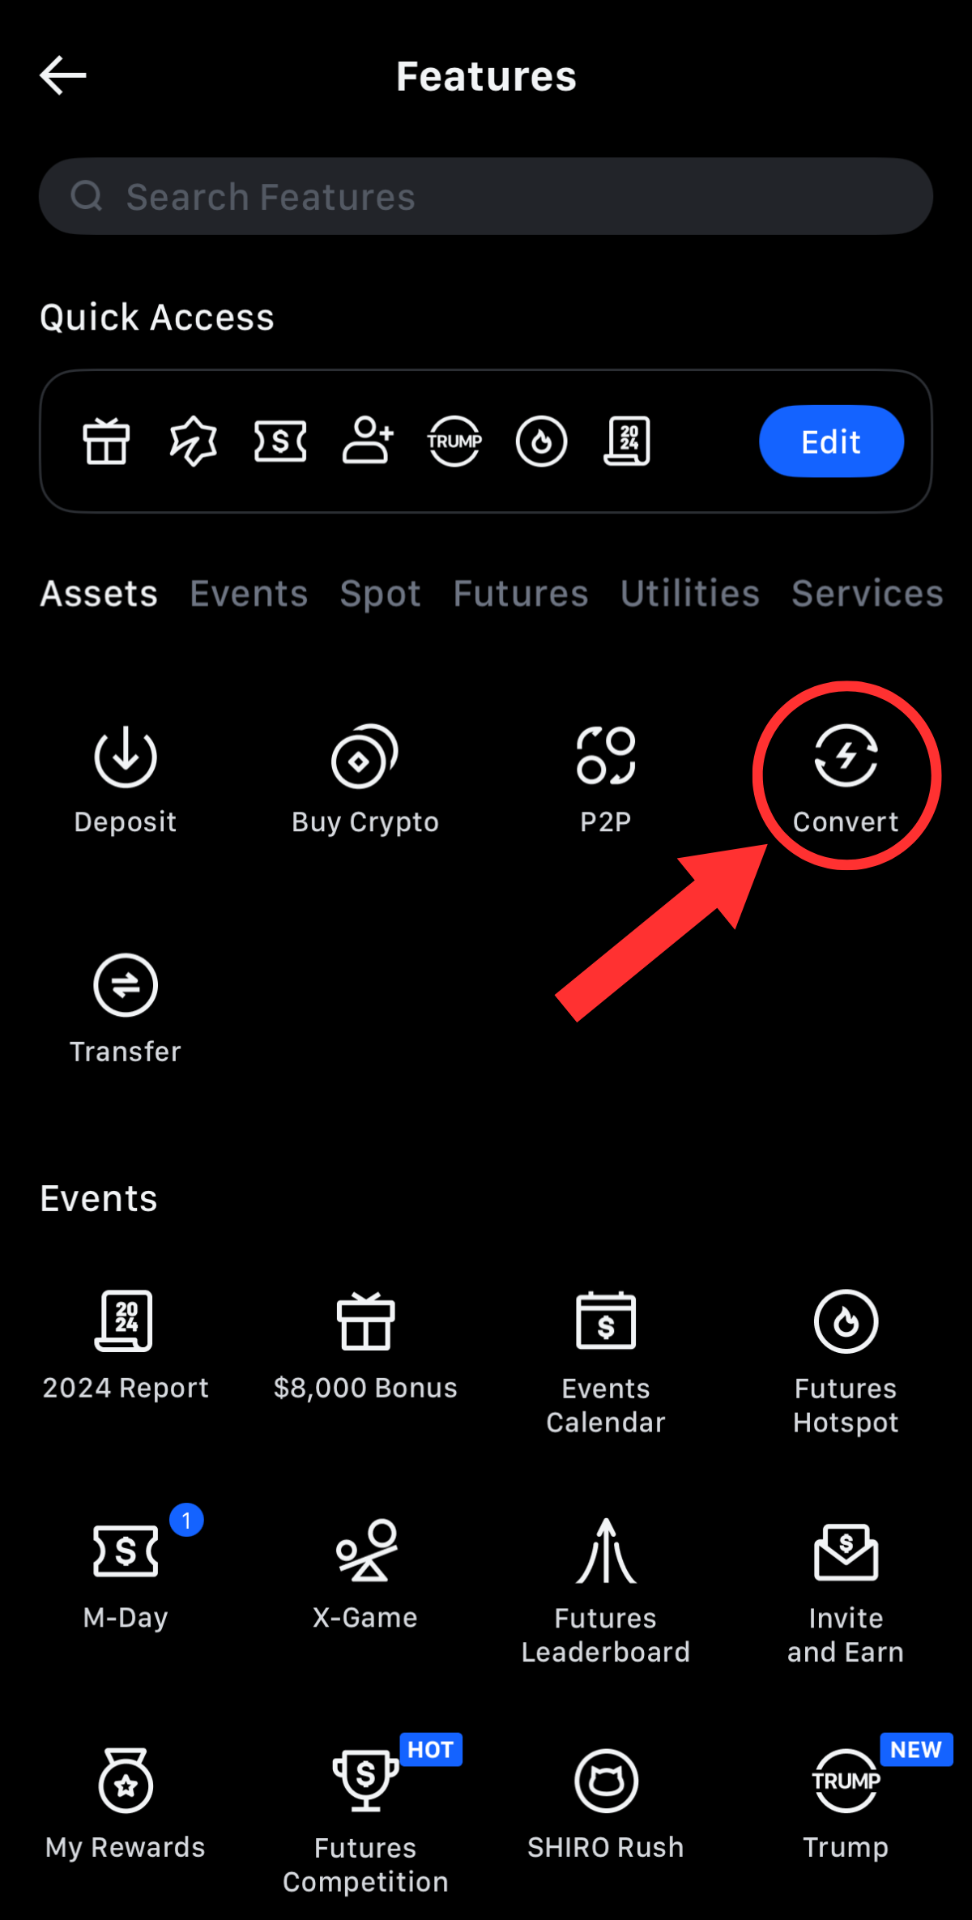 Features
Search Features
Quick Access
$ TRUMP 20 24 Edit
Assets Events Spot Futures Utilities Services
Deposit Buy Crypto P2P Convert
Transfer
Events
20 24 $
2024 Report $8,000 Bonus Events Calendar Futures Hotspot
1
$ $
M-Day X-Game Futures Leaderboard Invite and Earn
HOT NEW
$ TRUMP
My Rewards Futures Competition SHIRO Rush Trump